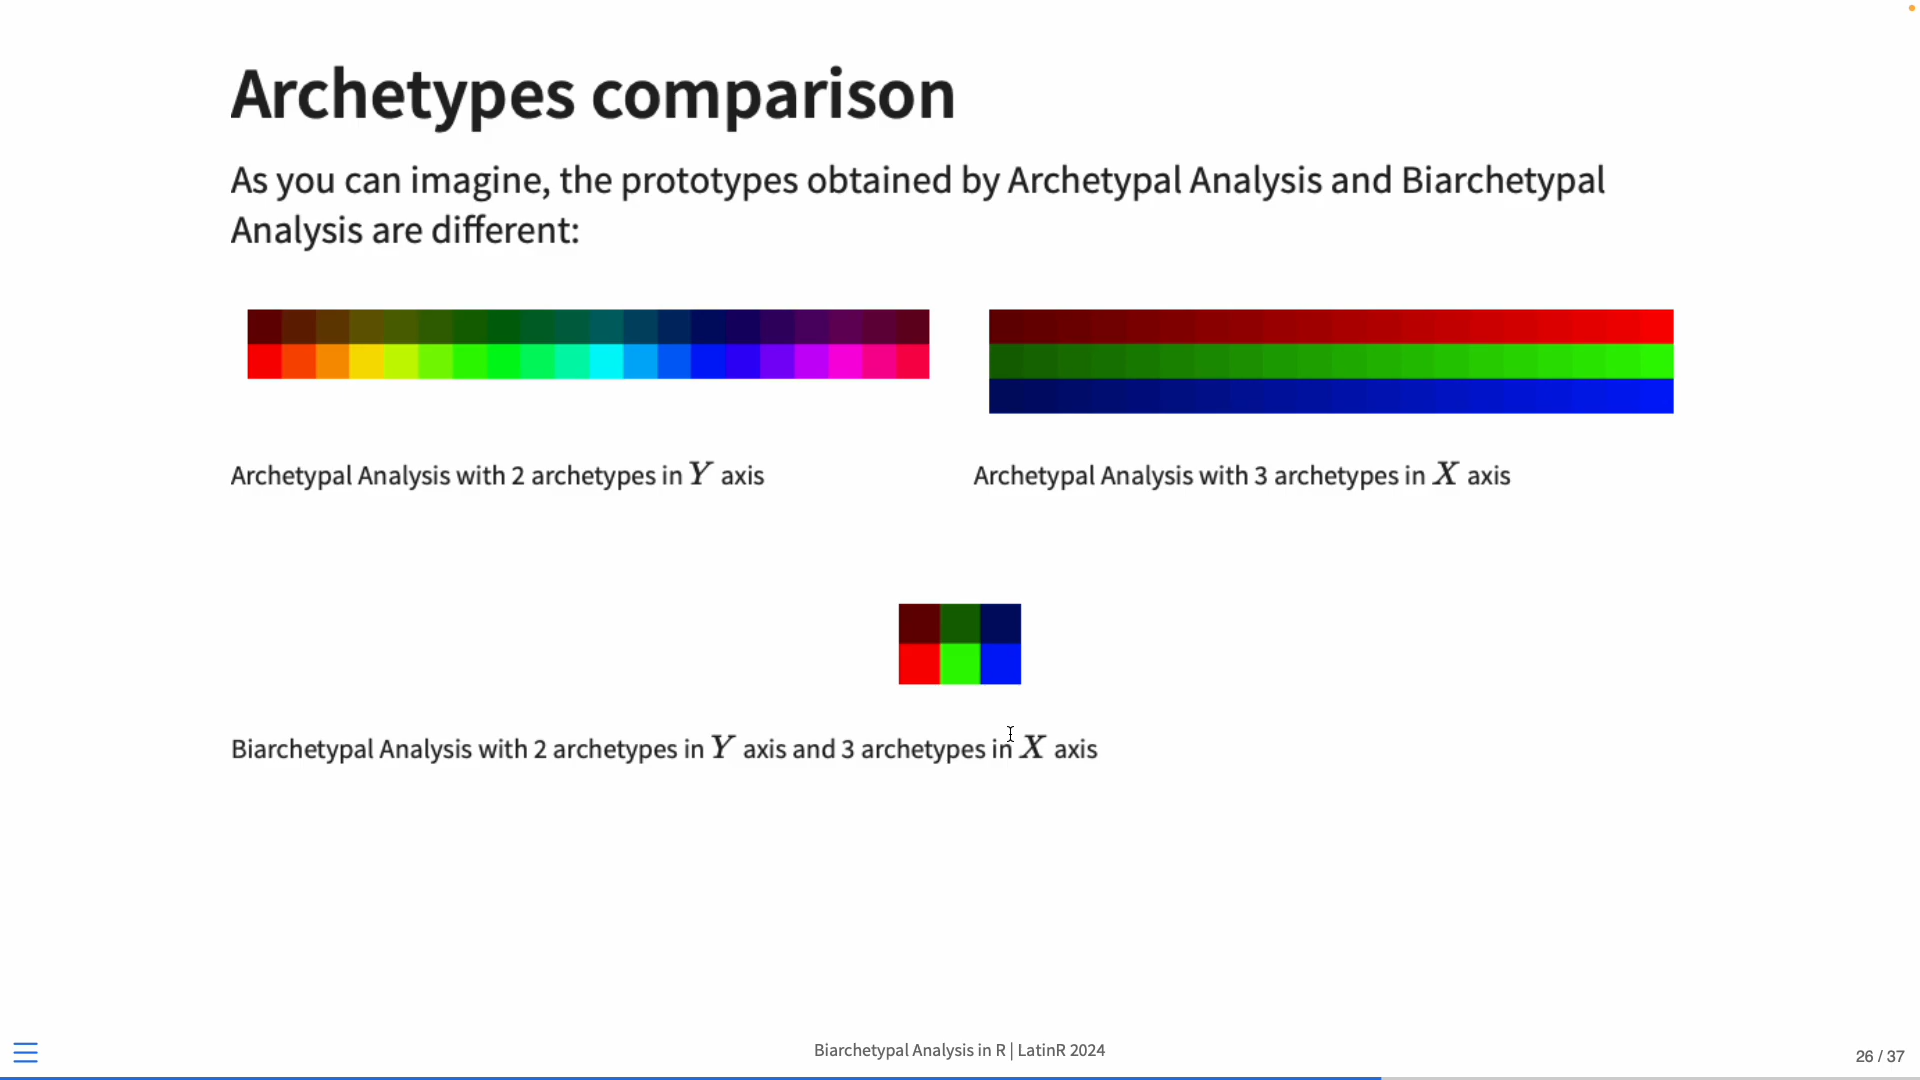 Archetypes comparison
As you can imagine, the prototypes obtained by Archetypal Analysis and Biarchetypal
Analysis are different:
Archetypal Analysis with 2 archetypes in Y axis
Archetypal Analysis with 3 archetypes in X axis
Biarchetypal Analysis with 2 archetypes in Y axis and 3 archetypes in X axis
Biarchetypal Analysis in R | LatinR 2024
26 / 37